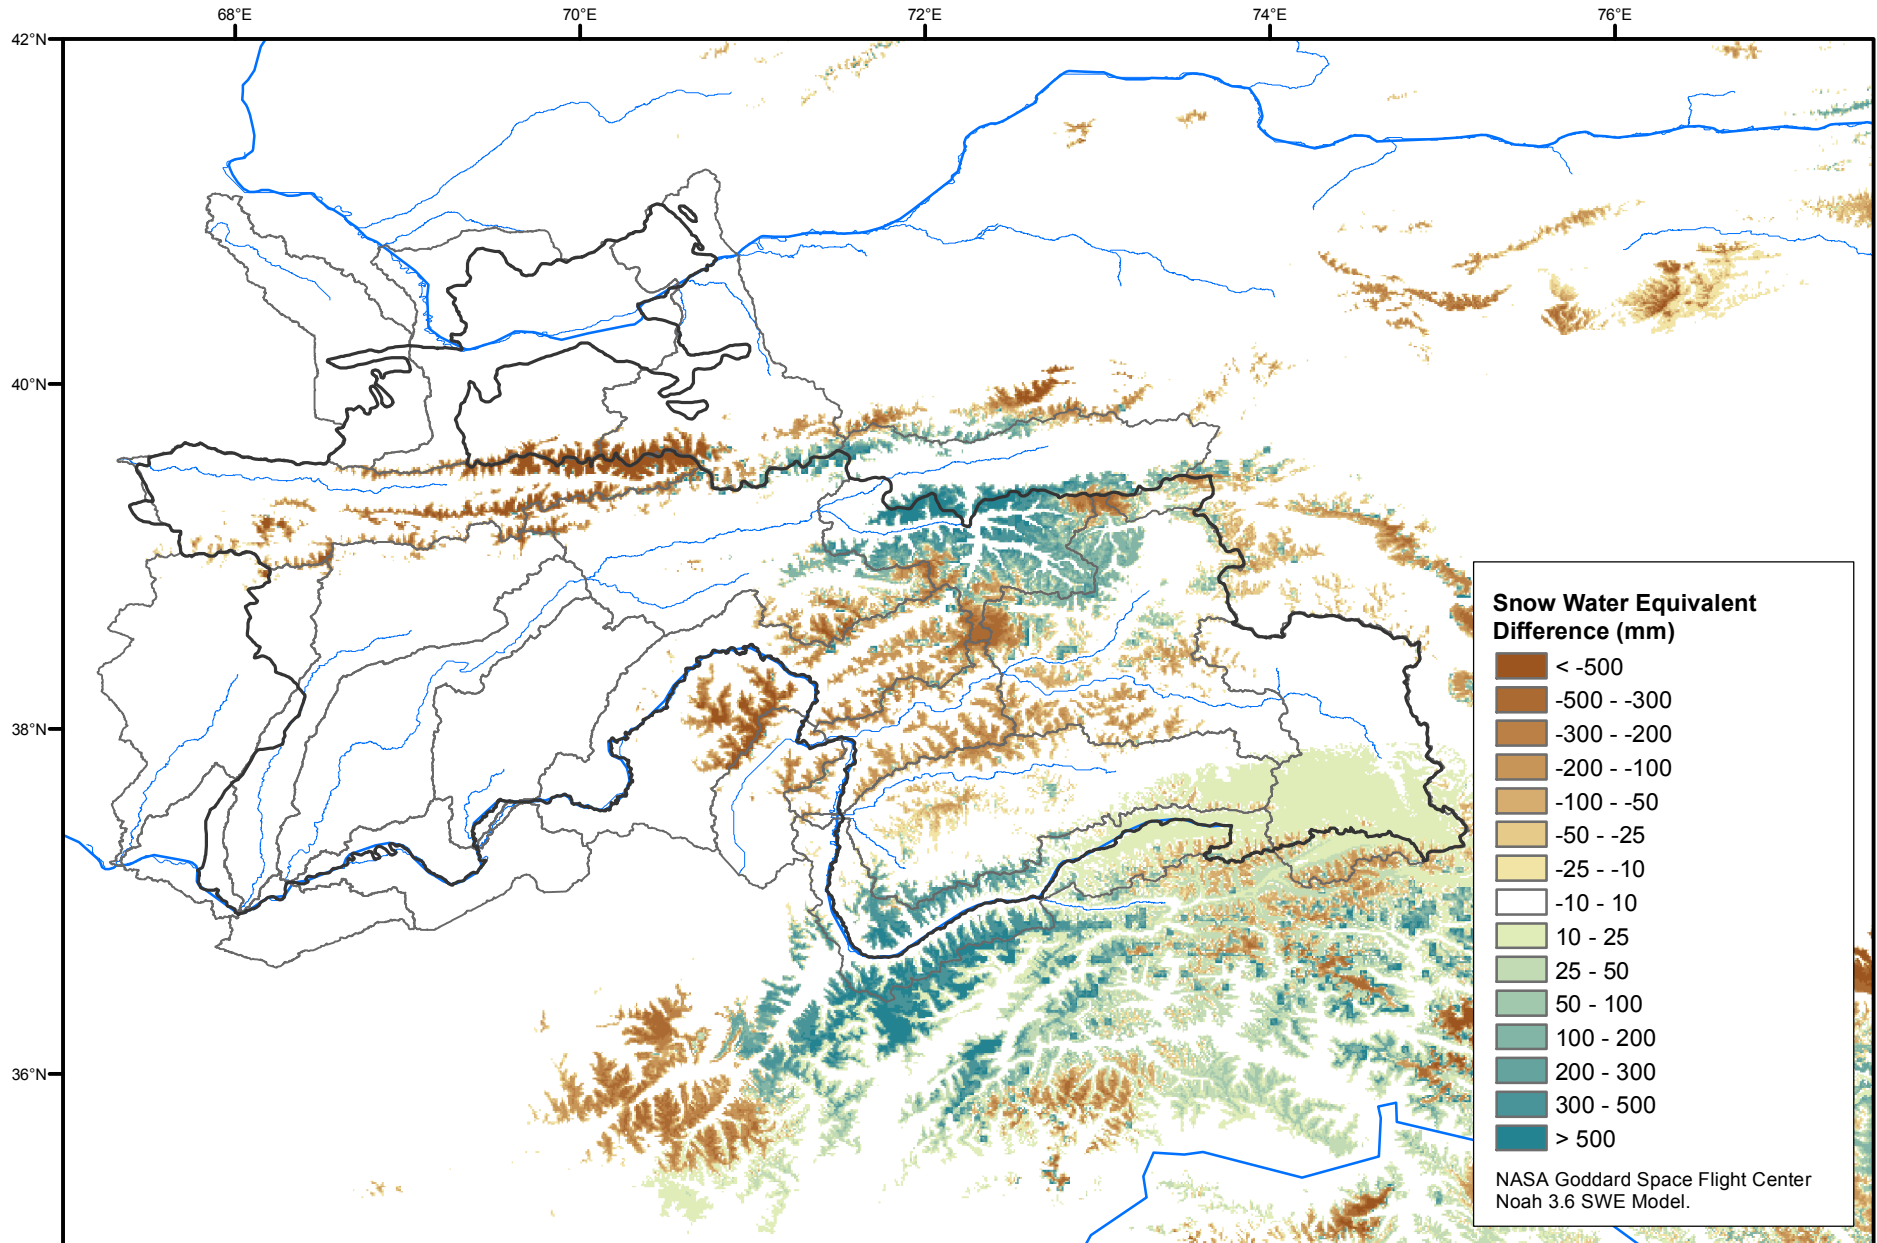 68°E
70°E
72°E
74°E
76°E
42°N
40°N
38°N
36°N
Snow Water Equivalent
Difference (mm)
< -500
-500 - -300
-300 - -200
-200 - -100
-100 - -50
-50 - -25
-25 - -10
-10 - 10
10 - 25
25 - 50
50 - 100
100 - 200
200 - 300
300 - 500
> 500
NASA Goddard Space Flight Center
Noah 3.6 SWE Model.